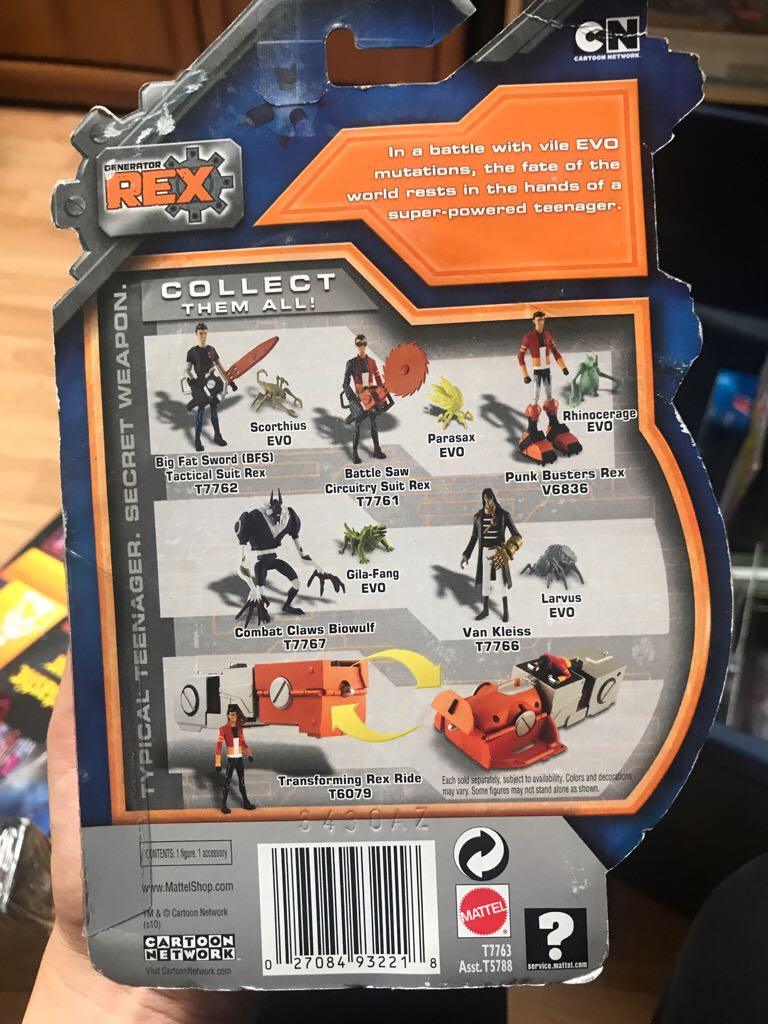 CN
CARTOON NETWORK
GENERATOR
REX
In a battle with vile EVO
mutations, the fate of the
world rests in the hands of a
super-powered teenager.
TYPICAL TEENAGER. SECRET WEAPON.
COLLECT
THEM ALL!
Scorthius
EVO
Big Fat Sword (BFS)
Tactical Suit Rex
T7762
Parasax
EVO
Battle Saw
Circuitry Suit Rex
T7761
Rhinocerage
EVO
Punk Busters Rex
V6836
Gila-Fang
EVO
Combat Claws Biowulf
T7767
Larvus
EVO
Van Kleiss
T7766
Transforming Rex Ride
T6079
Each sold separately, subject to availability. Colors and decorations
may vary. Some figures may not stand alone as shown.
CONTENTS: 1 figure, 1 accessory
www.MattelShop.com
TM & © Cartoon Network
(s10)
CARTOON
NETWORK
Visit CartoonNetwork.com
0 27084 93221 8
MATTEL
T7763
Asst.T5788
?
service.mattel.com